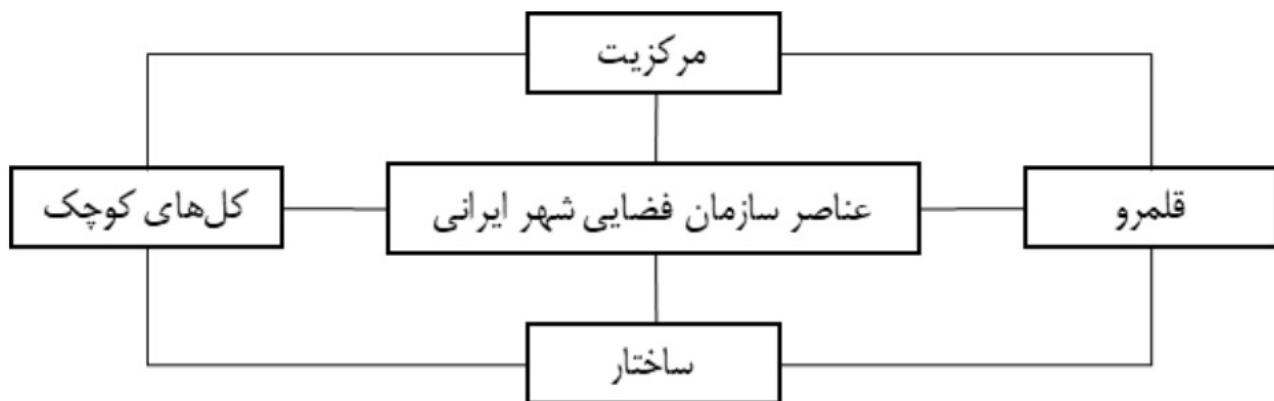 مرکزیت
قلمرو
عناصر سازمان فضایی شهر ایرانی
کل‌های کوچک
ساختار